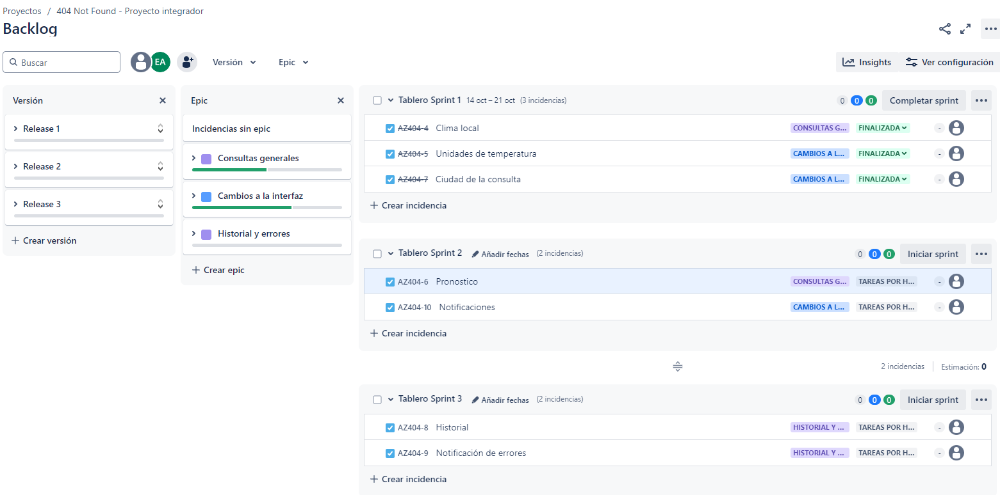 Proyectos / 404 Not Found - Proyecto integrador
Backlog
Buscar
EA
Versión
Epic
Insights
Ver configuración
Versión
Release 1
Release 2
Release 3
+ Crear versión
Epic
Incidencias sin epic
Consultas generales
Cambios a la interfaz
Historial y errores
+ Crear epic
Tablero Sprint 1 14 oct – 21 oct (3 incidencias) 0 0 0 Completar sprint
AZ404-4 Clima local CONSULTAS G... FINALIZADA -
AZ404-5 Unidades de temperatura CAMBIOS A L... FINALIZADA -
AZ404-7 Ciudad de la consulta CAMBIOS A L... FINALIZADA -
+ Crear incidencia
Tablero Sprint 2 Añadir fechas (2 incidencias) 0 0 0 Iniciar sprint
AZ404-6 Pronostico CONSULTAS G... TAREAS POR H... -
AZ404-10 Notificaciones CAMBIOS A L... TAREAS POR H... -
+ Crear incidencia
2 incidencias Estimación: 0
Tablero Sprint 3 Añadir fechas (2 incidencias) 0 0 0 Iniciar sprint
AZ404-8 Historial HISTORIAL Y ... TAREAS POR H... -
AZ404-9 Notificación de errores HISTORIAL Y ... TAREAS POR H... -
+ Crear incidencia